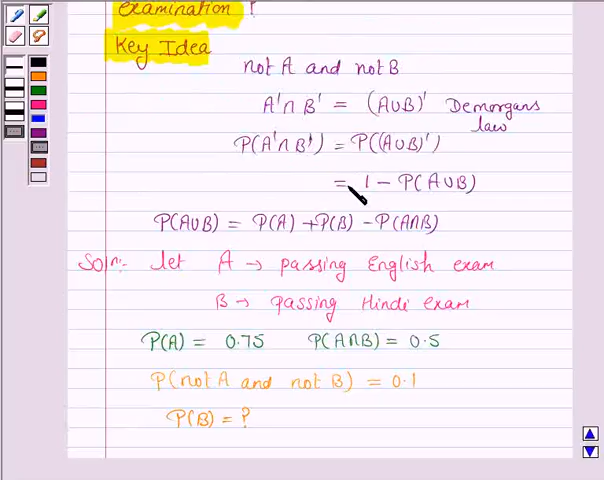 Examination ?
Key Idea
not A and not B
A' ∩ B' = (A∪B)' Demorgans law
P(A' ∩ B') = P((A∪B)')
= 1 - P(A∪B)
P(A∪B) = P(A) + P(B) - P(A∩B)
Soln:- let A → passing English exam
B → passing Hindi exam
P(A) = 0.75 P(A∩B) = 0.5
P(not A and not B) = 0.1
P(B) = ?